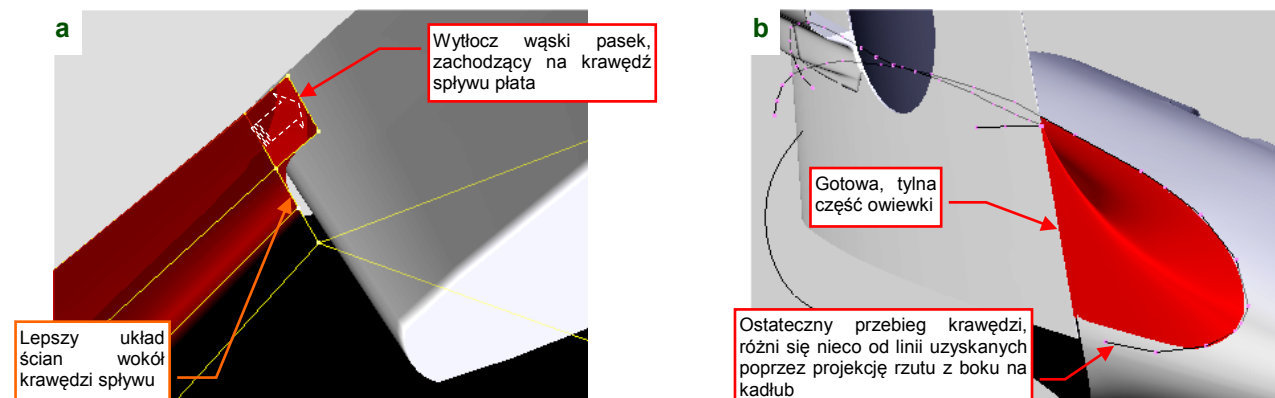 a
Wytłocz wąski pasek,
zachodzący na krawędź
spływu płata
Lepszy układ
ścian wokół
krawędzi spływu
b
Gotowa, tylna
część owiewki
Ostateczny przebieg krawędzi,
różni się nieco od linii uzyskanych
poprzez projekcję rzutu z boku na
kadłub